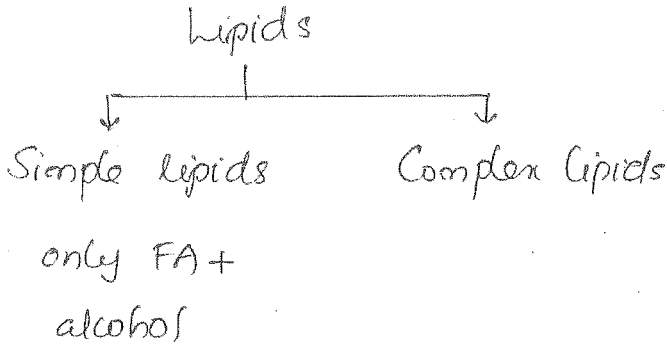 Lipids
Simple lipids
Complex lipids
only FA +
alcohol